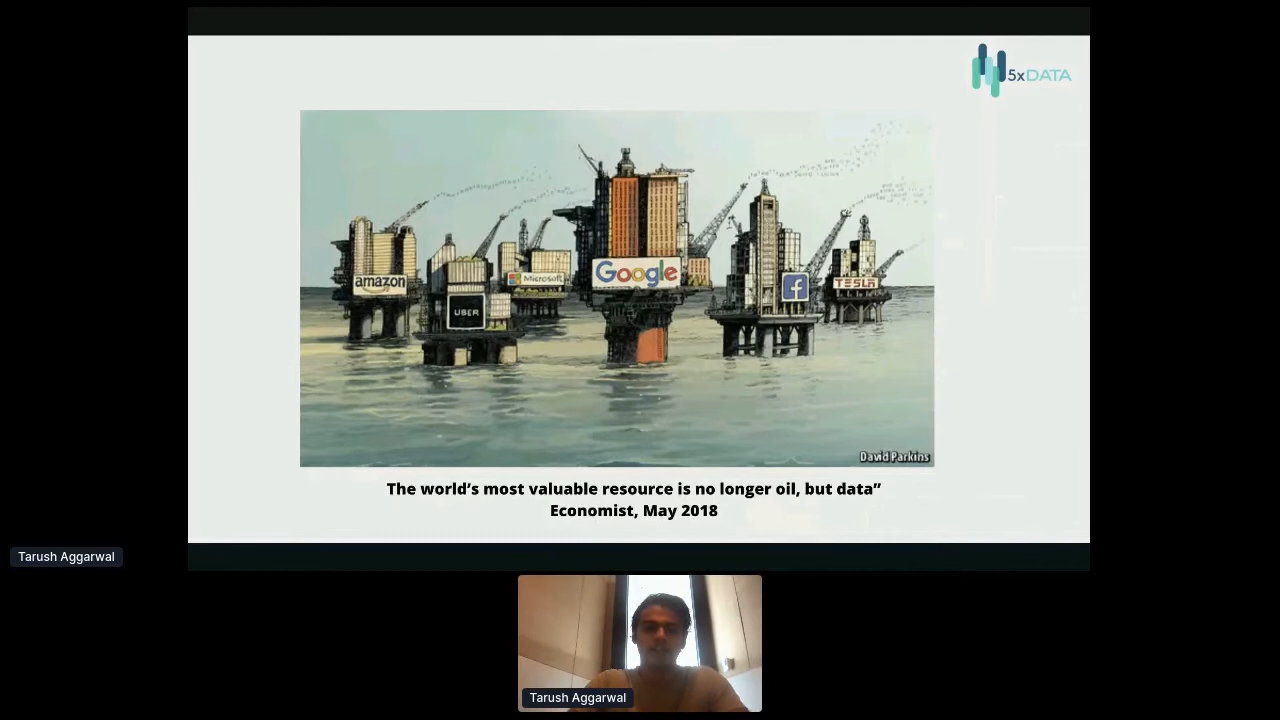 5xDATA
amazon
UBER
Microsoft
Google
f
TESLA
David Parkins
The world’s most valuable resource is no longer oil, but data”
Economist, May 2018
Tarush Aggarwal
Tarush Aggarwal